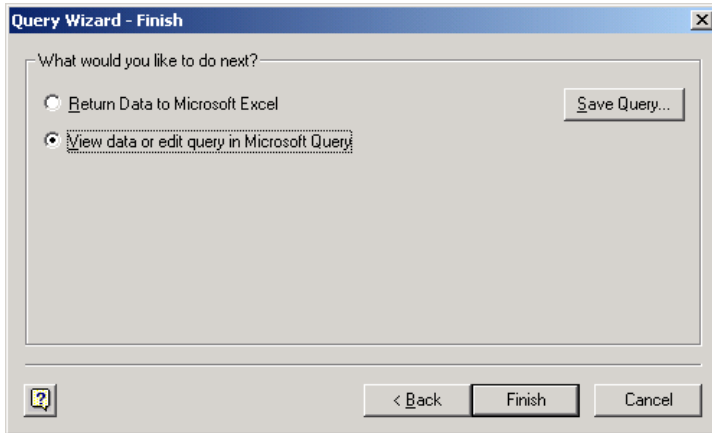 Query Wizard - Finish
What would you like to do next?
Return Data to Microsoft Excel
Save Query...
View data or edit query in Microsoft Query
?
< Back
Finish
Cancel